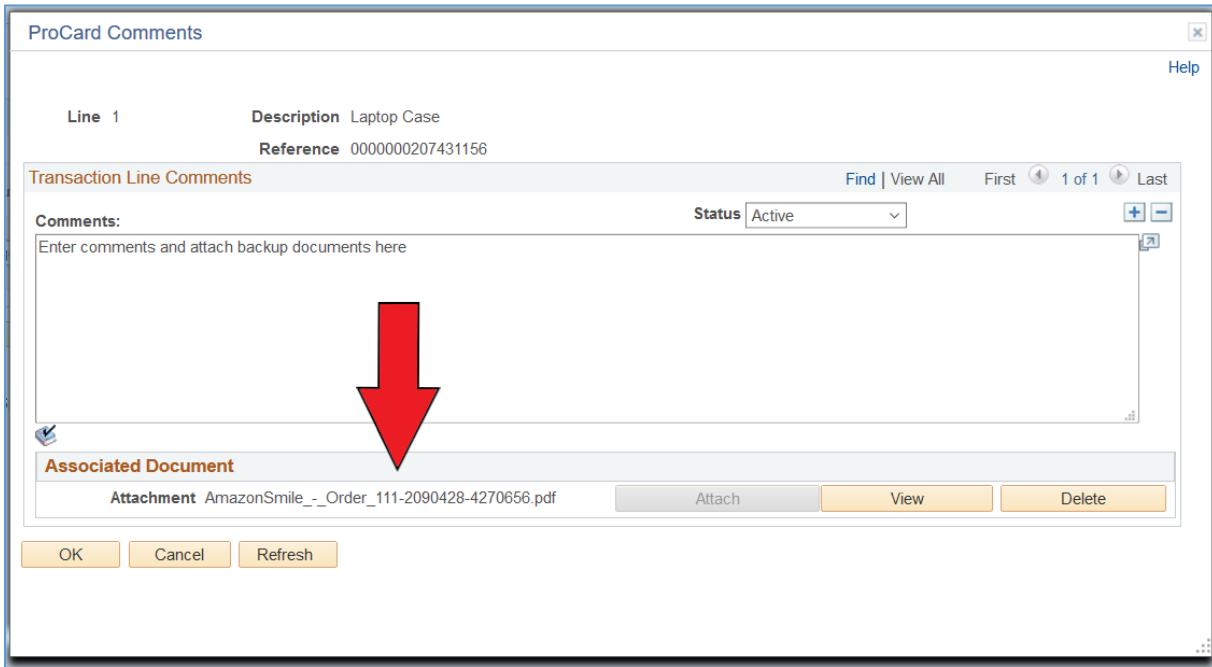 ProCard Comments
Help
Line 1 Description Laptop Case
Reference 0000000207431156
Transaction Line Comments Find | View All First 1 of 1 Last
Comments: Status Active
Enter comments and attach backup documents here
Associated Document
Attachment AmazonSmile_-_Order_111-2090428-4270656.pdf Attach View Delete
OK Cancel Refresh